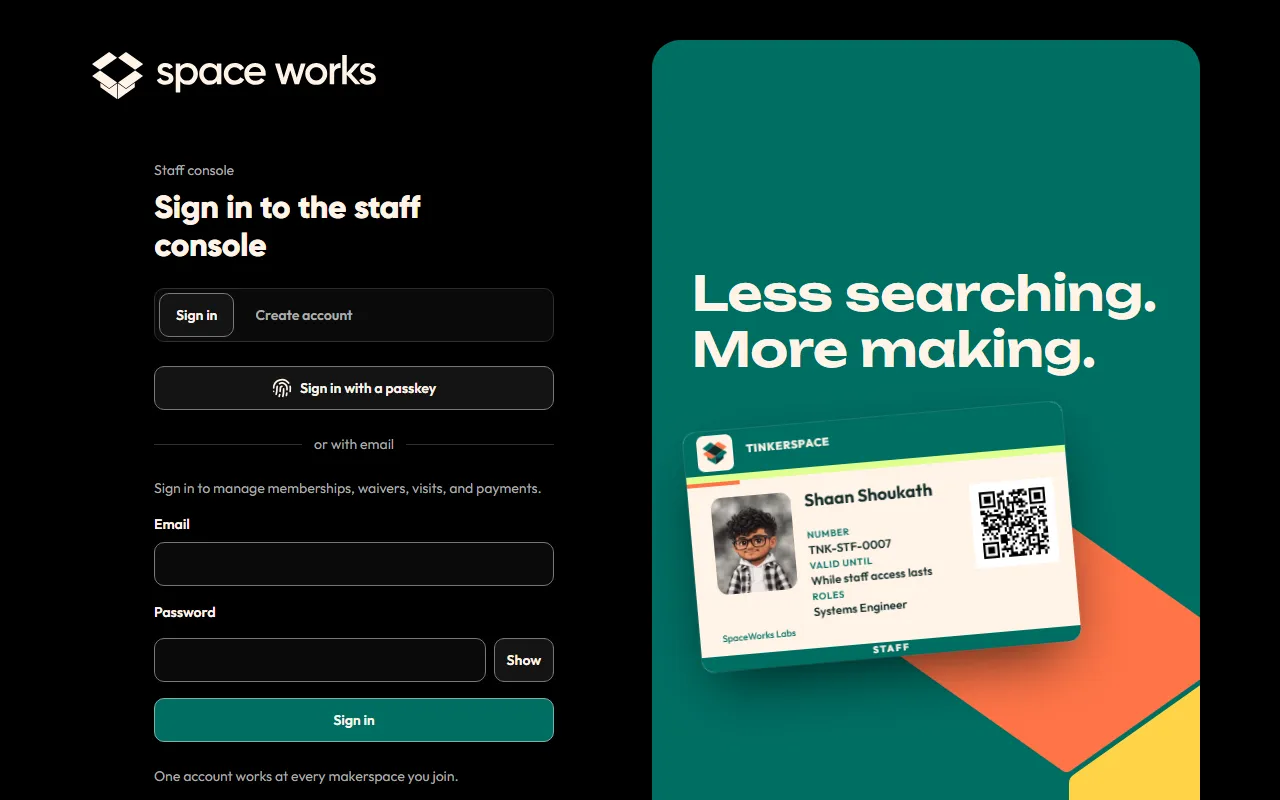 space works
Staff console
Sign in to the staff
console
Sign in
Create account
Sign in with a passkey
or with email
Sign in to manage memberships, waivers, visits, and payments.
Email
Password
Show
Sign in
One account works at every makerspace you join.
Less searching.
More making.
TINKERSPACE
Shaan Shoukath
NUMBER
TNK-STF-0007
VALID UNTIL
While staff access lasts
ROLES
Systems Engineer
SpaceWorks Labs
STAFF